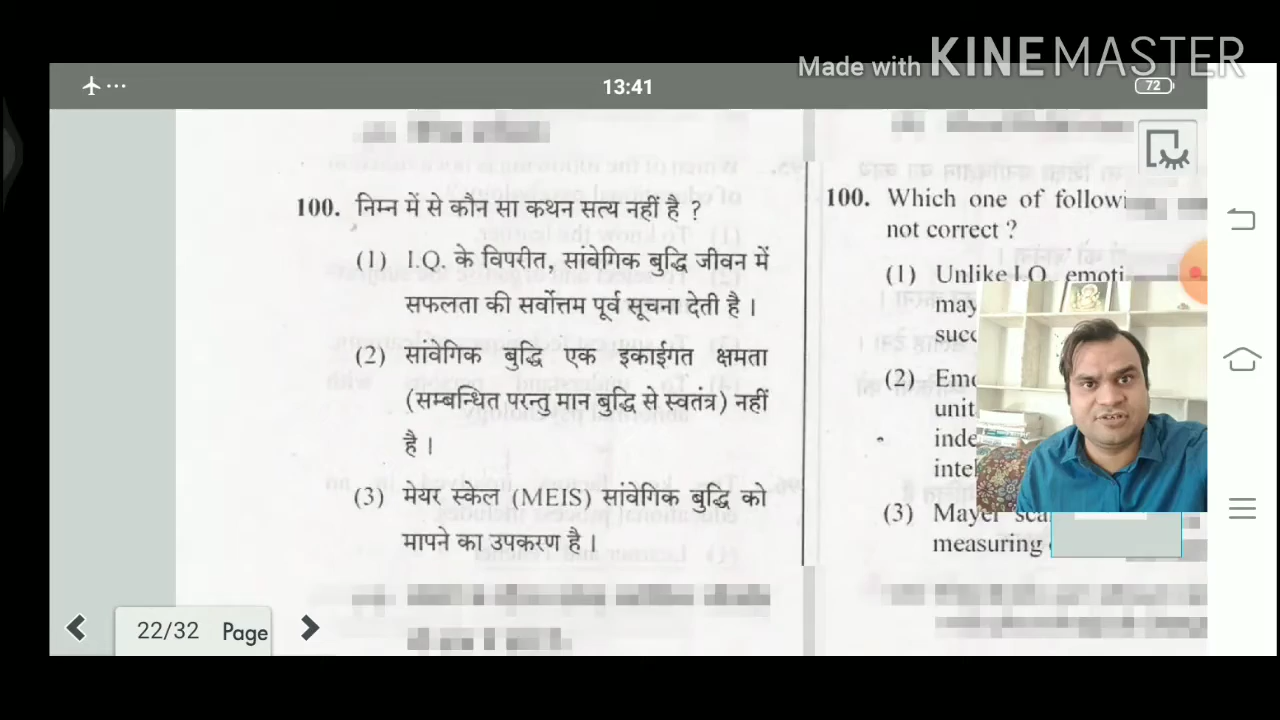 Made with KINEMASTER
13:41
72
100. निम्न में से कौन सा कथन सत्य नहीं है ?
(1) I.Q. के विपरीत, सांवेगिक बुद्धि जीवन में
सफलता की सर्वोत्तम पूर्व सूचना देती है ।
(2) सांवेगिक बुद्धि एक इकाईगत क्षमता
(सम्बन्धित परन्तु मान बुद्धि से स्वतंत्र) नहीं
है ।
(3) मेयर स्केल (MEIS) सांवेगिक बुद्धि को
मापने का उपकरण है ।
100. Which one of followi
not correct ?
(1) Unlike I.Q. emoti
may
succ
(2) Emo
unit
inde
intel
(3) Mayer sca
measuring
22/32 Page